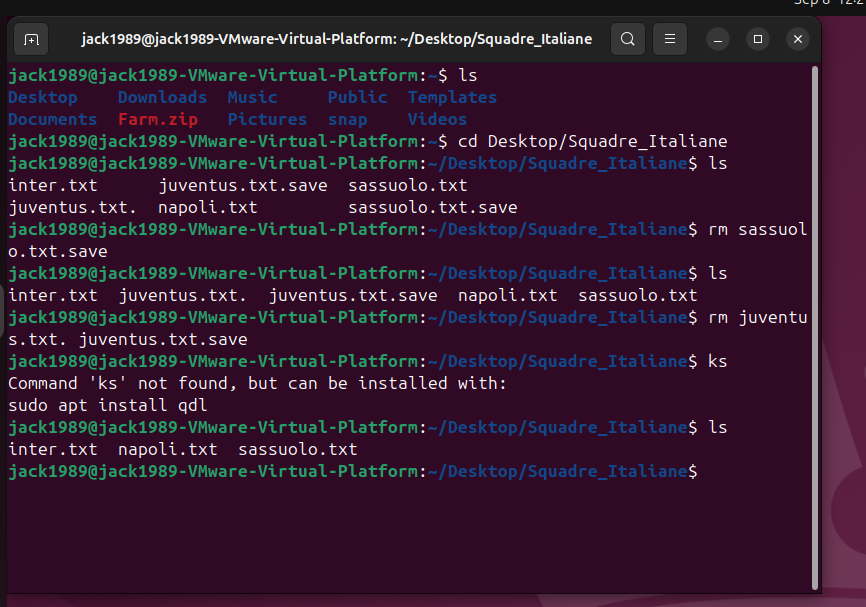 jack1989@jack1989-VMware-Virtual-Platform: ~/Desktop/Squadre_Italiane
jack1989@jack1989-VMware-Virtual-Platform:~$ ls
Desktop    Downloads  Music     Public  Templates
Documents  Farm.zip   Pictures  snap    Videos
jack1989@jack1989-VMware-Virtual-Platform:~$ cd Desktop/Squadre_Italiane
jack1989@jack1989-VMware-Virtual-Platform:~/Desktop/Squadre_Italiane$ ls
inter.txt      juventus.txt.save  sassuolo.txt
juventus.txt.  napoli.txt         sassuolo.txt.save
jack1989@jack1989-VMware-Virtual-Platform:~/Desktop/Squadre_Italiane$ rm sassuol
o.txt.save
jack1989@jack1989-VMware-Virtual-Platform:~/Desktop/Squadre_Italiane$ ls
inter.txt  juventus.txt.  juventus.txt.save  napoli.txt  sassuolo.txt
jack1989@jack1989-VMware-Virtual-Platform:~/Desktop/Squadre_Italiane$ rm juventu
s.txt. juventus.txt.save
jack1989@jack1989-VMware-Virtual-Platform:~/Desktop/Squadre_Italiane$ ks
Command 'ks' not found, but can be installed with:
sudo apt install qdl
jack1989@jack1989-VMware-Virtual-Platform:~/Desktop/Squadre_Italiane$ ls
inter.txt  napoli.txt  sassuolo.txt
jack1989@jack1989-VMware-Virtual-Platform:~/Desktop/Squadre_Italiane$